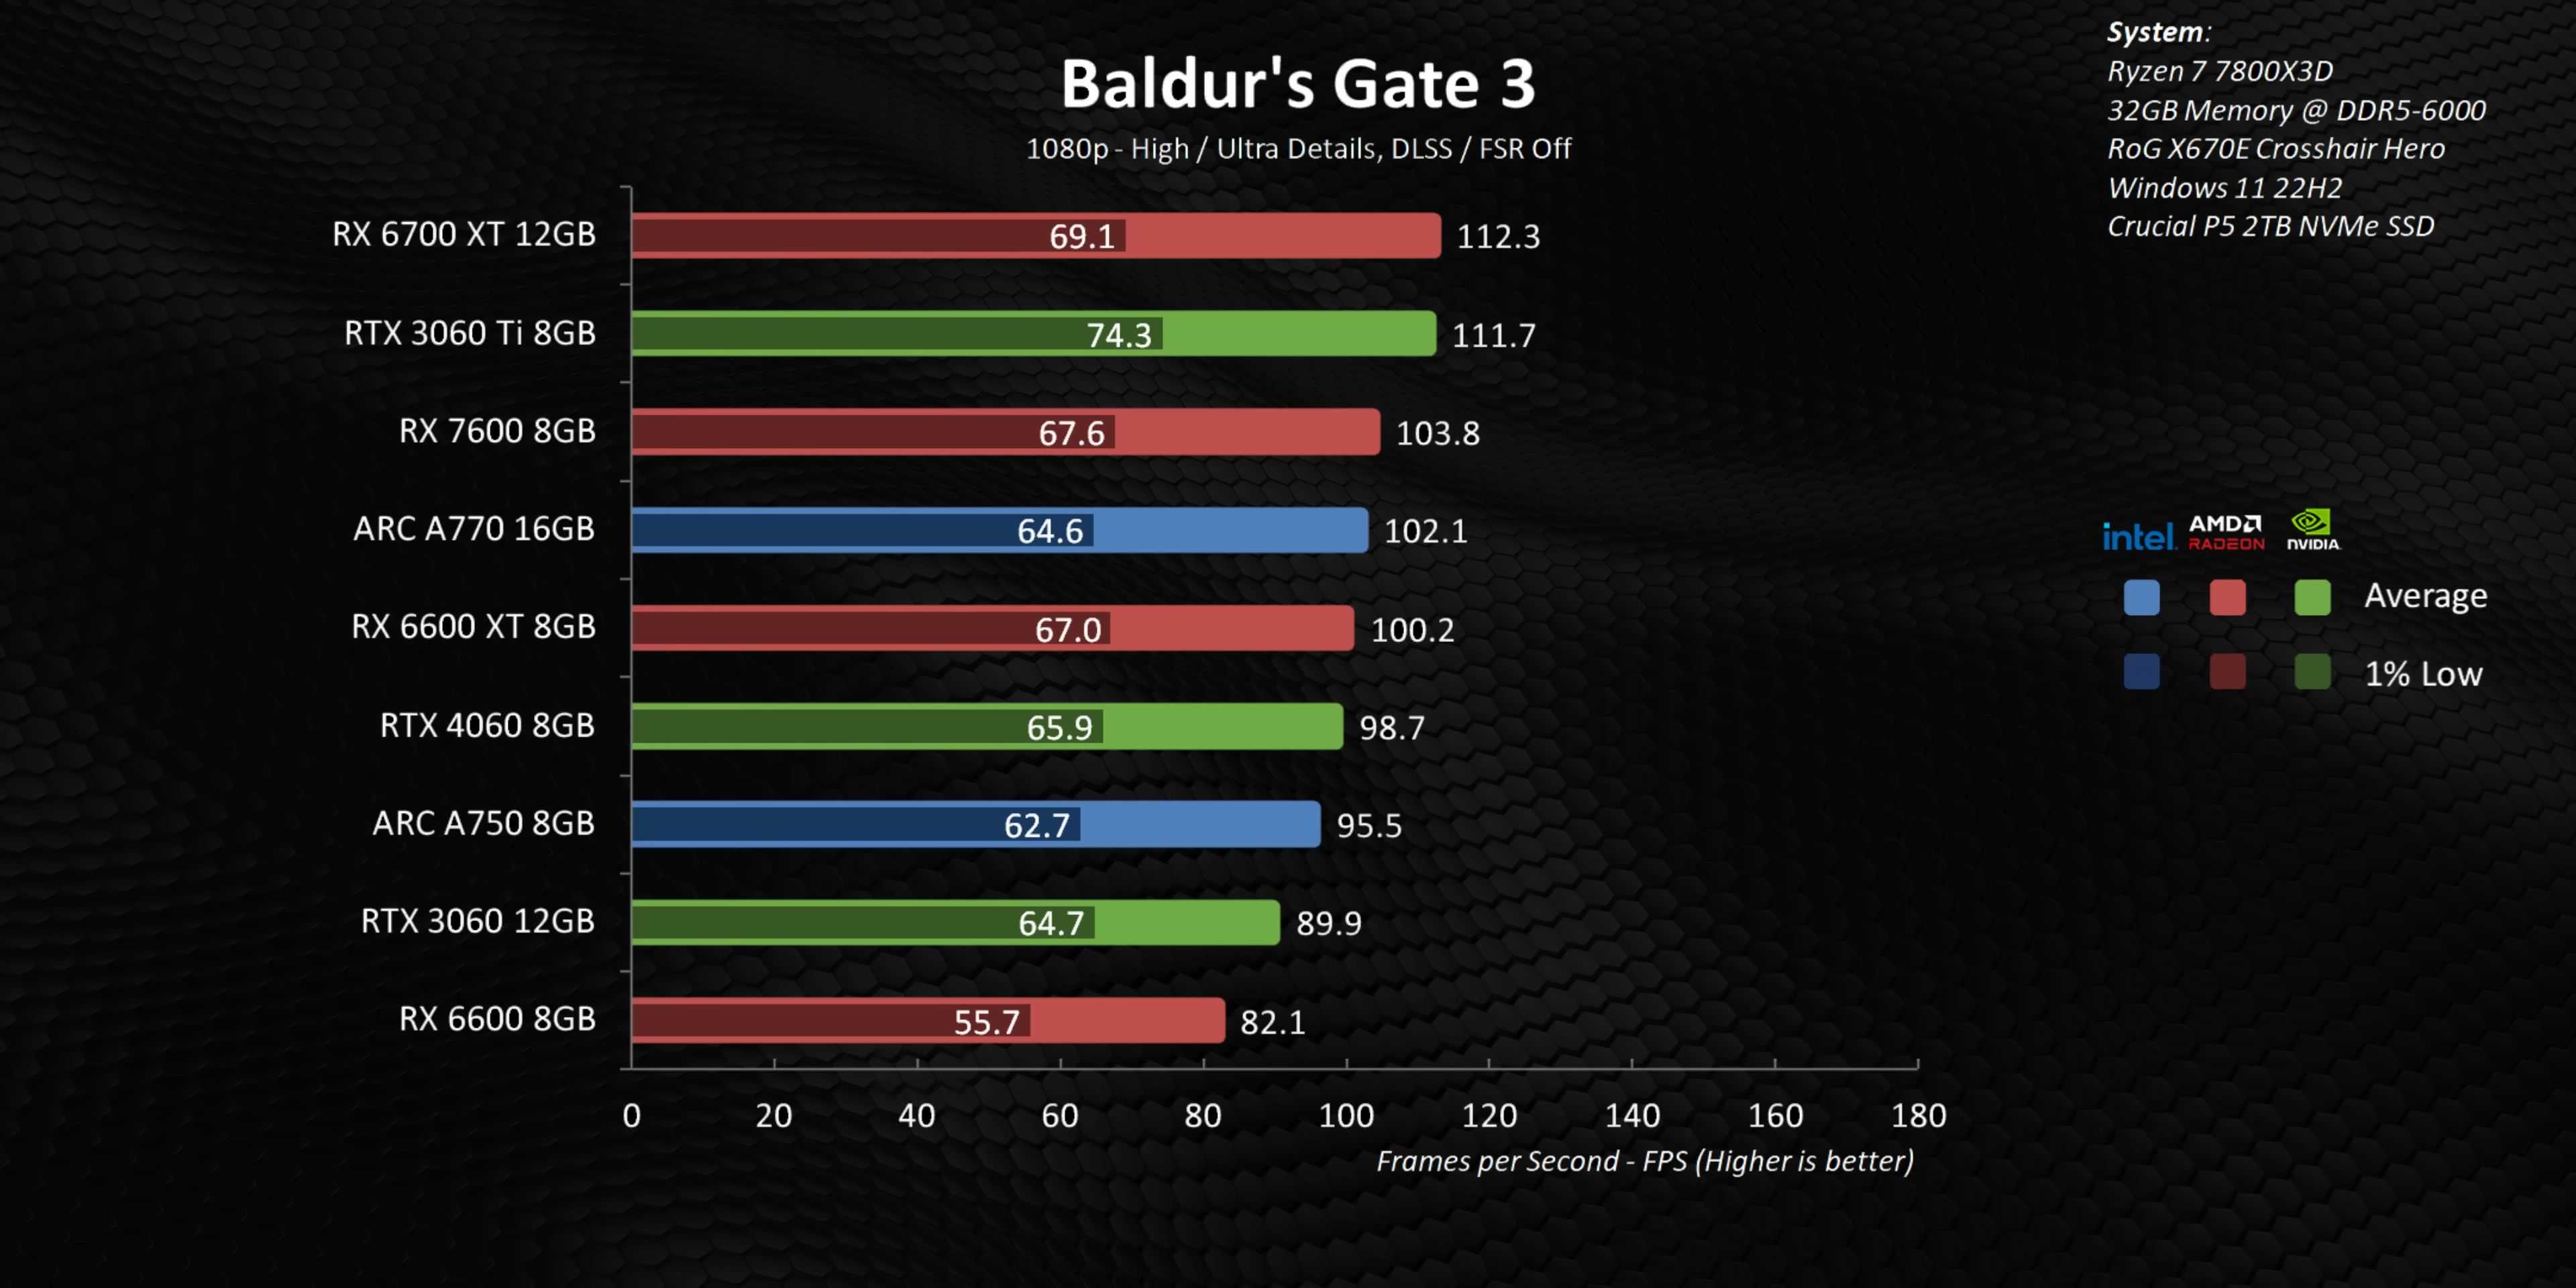 Baldur's Gate 3
1080p - High / Ultra Details, DLSS / FSR Off
System:
Ryzen 7 7800X3D
32GB Memory @ DDR5-6000
RoG X670E Crosshair Hero
Windows 11 22H2
Crucial P5 2TB NVMe SSD
RX 6700 XT 12GB 69.1 112.3
RTX 3060 Ti 8GB 74.3 111.7
RX 7600 8GB 67.6 103.8
ARC A770 16GB 64.6 102.1
RX 6600 XT 8GB 67.0 100.2
RTX 4060 8GB 65.9 98.7
ARC A750 8GB 62.7 95.5
RTX 3060 12GB 64.7 89.9
RX 6600 8GB 55.7 82.1
0 20 40 60 80 100 120 140 160 180
Frames per Second - FPS (Higher is better)
intel AMD RADEON NVIDIA
Average
1% Low